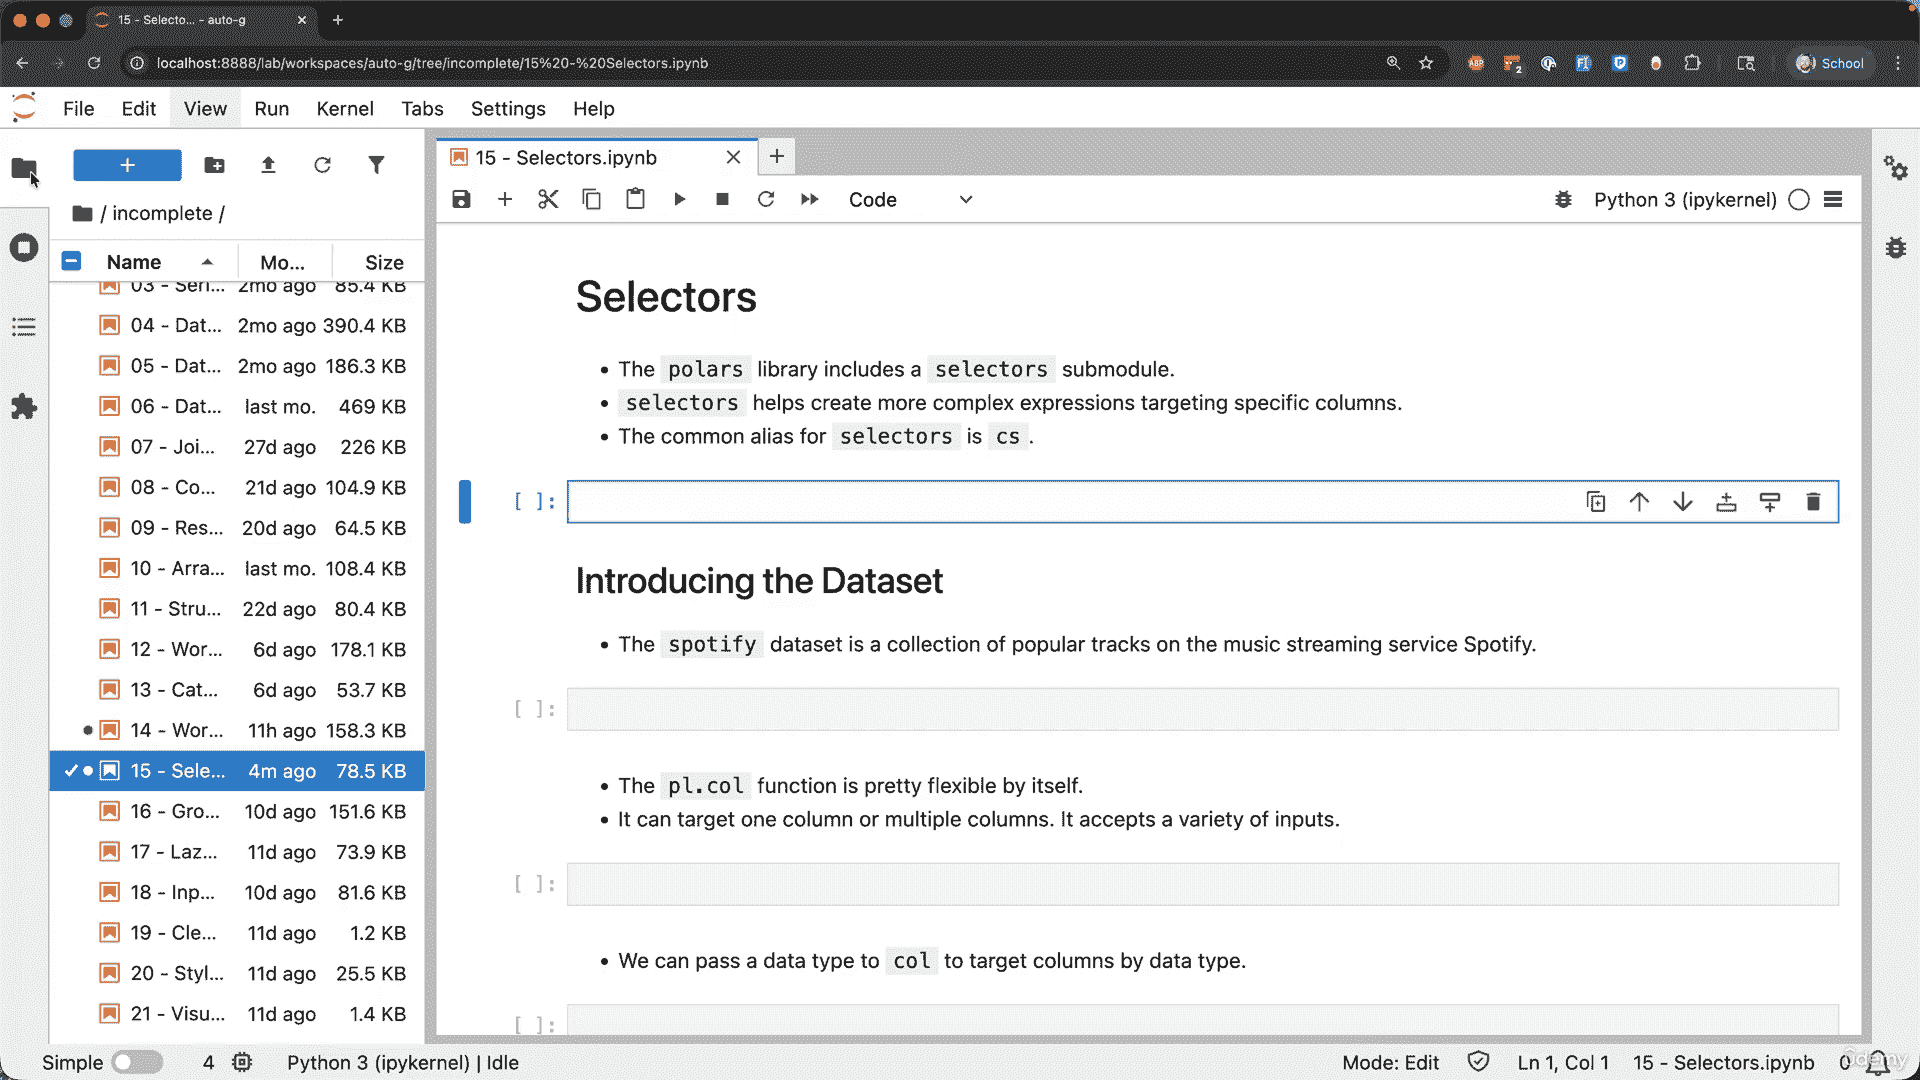 15 - Selecto... - auto-g
localhost:8888/lab/workspaces/auto-g/tree/incomplete/15%20-%20Selectors.ipynb
ABP
2
School
File Edit View Run Kernel Tabs Settings Help
15 - Selectors.ipynb
Code
Python 3 (ipykernel)
/ incomplete /
Name Mo... Size
03 - Seri... 2mo ago 85.4 KB
04 - Dat... 2mo ago 390.4 KB
05 - Dat... 2mo ago 186.3 KB
06 - Dat... last mo. 469 KB
07 - Joi... 27d ago 226 KB
08 - Co... 21d ago 104.9 KB
09 - Res... 20d ago 64.5 KB
10 - Arra... last mo. 108.4 KB
11 - Stru... 22d ago 80.4 KB
12 - Wor... 6d ago 178.1 KB
13 - Cat... 6d ago 53.7 KB
14 - Wor... 11h ago 158.3 KB
15 - Sele... 4m ago 78.5 KB
16 - Gro... 10d ago 151.6 KB
17 - Laz... 11d ago 73.9 KB
18 - Inp... 10d ago 81.6 KB
19 - Cle... 11d ago 1.2 KB
20 - Styl... 11d ago 25.5 KB
21 - Visu... 11d ago 1.4 KB
Selectors
• The polars library includes a selectors submodule.
• selectors helps create more complex expressions targeting specific columns.
• The common alias for selectors is cs .
[ ]:
Introducing the Dataset
• The spotify dataset is a collection of popular tracks on the music streaming service Spotify.
[ ]:
• The pl.col function is pretty flexible by itself.
• It can target one column or multiple columns. It accepts a variety of inputs.
[ ]:
• We can pass a data type to col to target columns by data type.
[ ]:
Simple 4 Python 3 (ipykernel) | Idle
Mode: Edit Ln 1, Col 1 15 - Selectors.ipynb 0
Udemy